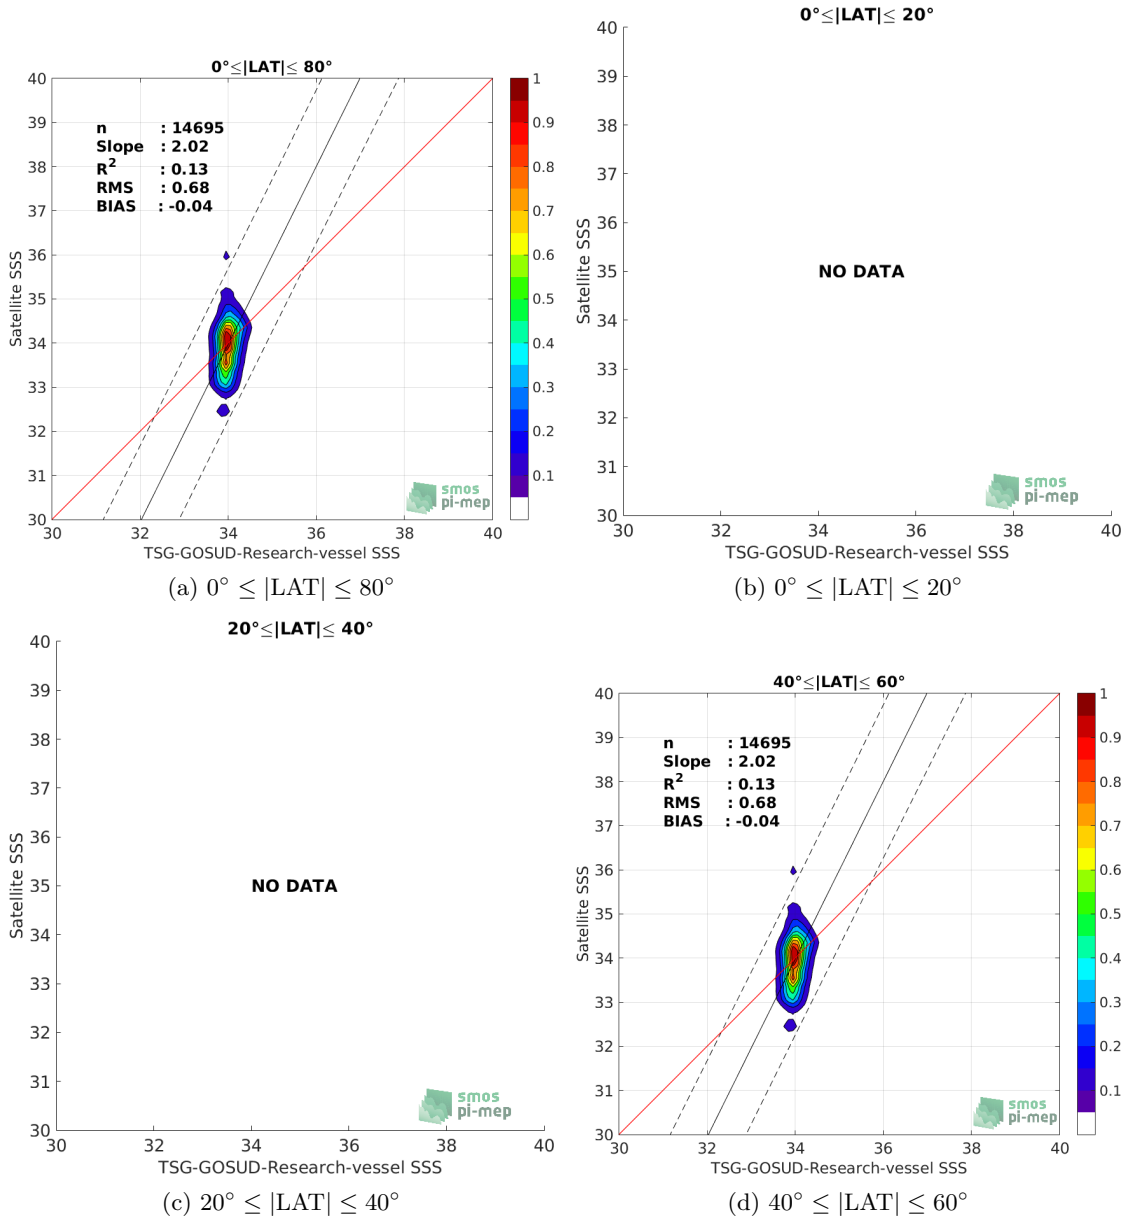 0°≤|LAT|≤ 80°
40
39
38
37
36
35
34
33
32
31
30
n : 14695
Slope : 2.02
R2 : 0.13
RMS : 0.68
BIAS : -0.04
Satellite SSS
30 32 34 36 38 40
TSG-GOSUD-Research-vessel SSS
smos
pi-mep
1
0.9
0.8
0.7
0.6
0.5
0.4
0.3
0.2
0.1
(a) 0° ≤ |LAT| ≤ 80°
0°≤|LAT|≤ 20°
40
39
38
37
36
35
34
33
32
31
30
Satellite SSS
NO DATA
smos
pi-mep
30 32 34 36 38 40
TSG-GOSUD-Research-vessel SSS
(b) 0° ≤ |LAT| ≤ 20°
20°≤|LAT|≤ 40°
40
39
38
37
36
35
34
33
32
31
30
Satellite SSS
NO DATA
smos
pi-mep
30 32 34 36 38 40
TSG-GOSUD-Research-vessel SSS
(c) 20° ≤ |LAT| ≤ 40°
40°≤|LAT|≤ 60°
40
39
38
37
36
35
34
33
32
31
30
n : 14695
Slope : 2.02
R2 : 0.13
RMS : 0.68
BIAS : -0.04
Satellite SSS
smos
pi-mep
30 32 34 36 38 40
TSG-GOSUD-Research-vessel SSS
1
0.9
0.8
0.7
0.6
0.5
0.4
0.3
0.2
0.1
(d) 40° ≤ |LAT| ≤ 60°